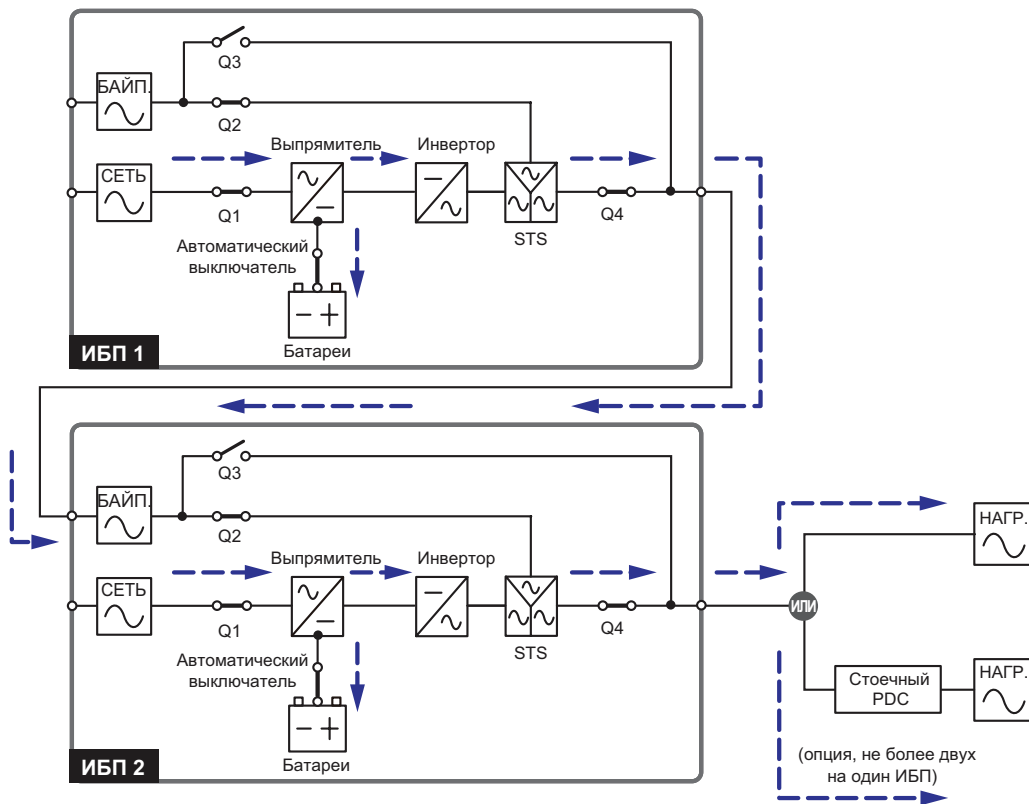 Q3
БАЙП.
Q2
Выпрямитель
Инвертор
СЕТЬ
Q1
STS
Q4
Автоматический
выключатель
Батареи
ИБП 1
Q3
БАЙП.
Q2
Выпрямитель
Инвертор
СЕТЬ
Q1
STS
Q4
Автоматический
выключатель
Батареи
ИБП 2
НАГР.
ИЛИ
Стоечный
PDC
НАГР.
(опция, не более двух
на один ИБП)